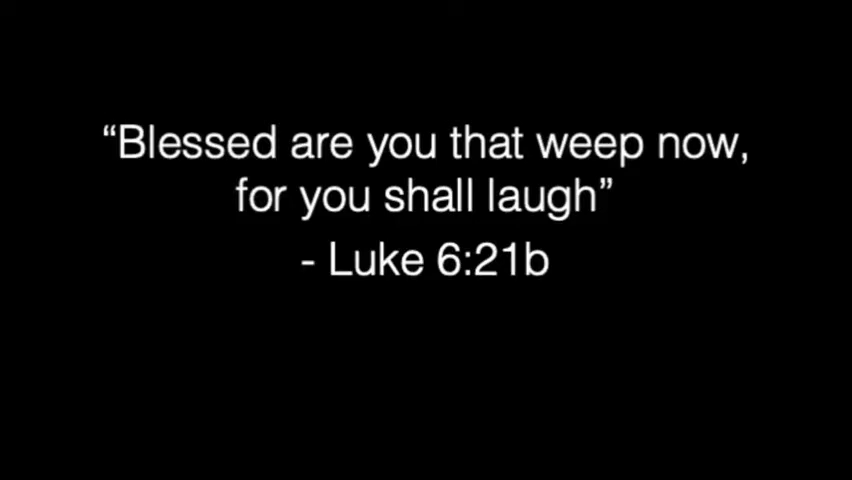 “Blessed are you that weep now,
for you shall laugh”
- Luke 6:21b